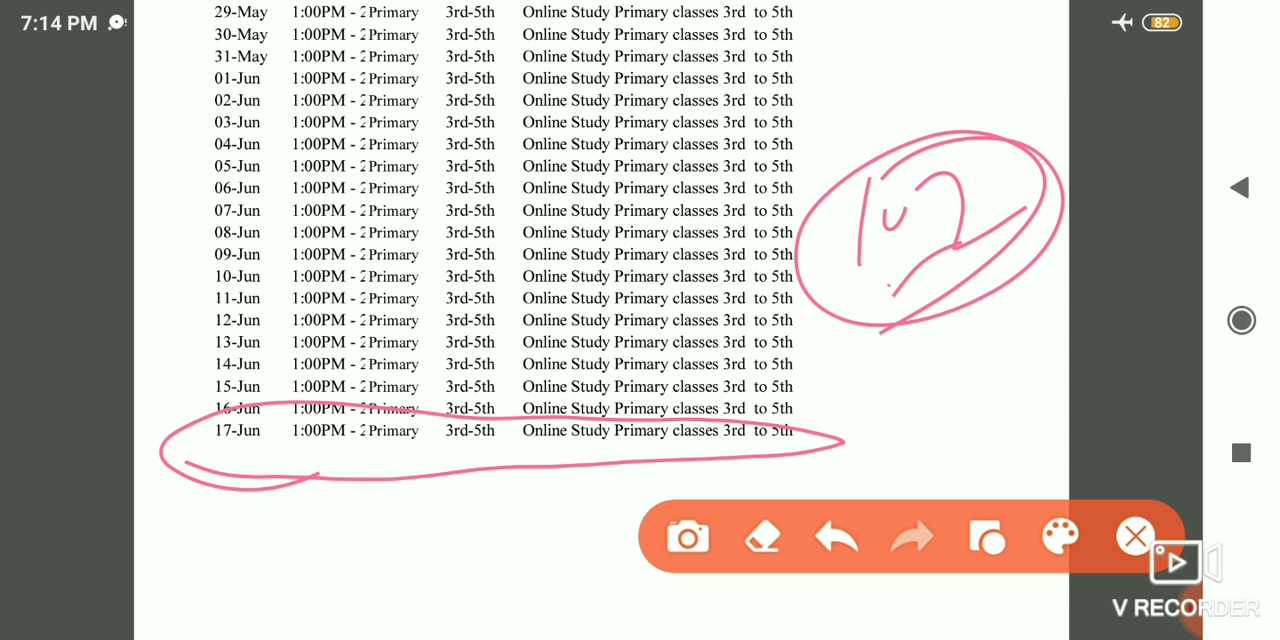 7:14 PM 82
29-May 1:00PM - 2 Primary 3rd-5th Online Study Primary classes 3rd to 5th
30-May 1:00PM - 2 Primary 3rd-5th Online Study Primary classes 3rd to 5th
31-May 1:00PM - 2 Primary 3rd-5th Online Study Primary classes 3rd to 5th
01-Jun 1:00PM - 2 Primary 3rd-5th Online Study Primary classes 3rd to 5th
02-Jun 1:00PM - 2 Primary 3rd-5th Online Study Primary classes 3rd to 5th
03-Jun 1:00PM - 2 Primary 3rd-5th Online Study Primary classes 3rd to 5th
04-Jun 1:00PM - 2 Primary 3rd-5th Online Study Primary classes 3rd to 5th
05-Jun 1:00PM - 2 Primary 3rd-5th Online Study Primary classes 3rd to 5th
06-Jun 1:00PM - 2 Primary 3rd-5th Online Study Primary classes 3rd to 5th
07-Jun 1:00PM - 2 Primary 3rd-5th Online Study Primary classes 3rd to 5th
08-Jun 1:00PM - 2 Primary 3rd-5th Online Study Primary classes 3rd to 5th
09-Jun 1:00PM - 2 Primary 3rd-5th Online Study Primary classes 3rd to 5th
10-Jun 1:00PM - 2 Primary 3rd-5th Online Study Primary classes 3rd to 5th
11-Jun 1:00PM - 2 Primary 3rd-5th Online Study Primary classes 3rd to 5th
12-Jun 1:00PM - 2 Primary 3rd-5th Online Study Primary classes 3rd to 5th
13-Jun 1:00PM - 2 Primary 3rd-5th Online Study Primary classes 3rd to 5th
14-Jun 1:00PM - 2 Primary 3rd-5th Online Study Primary classes 3rd to 5th
15-Jun 1:00PM - 2 Primary 3rd-5th Online Study Primary classes 3rd to 5th
16-Jun 1:00PM - 2 Primary 3rd-5th Online Study Primary classes 3rd to 5th
17-Jun 1:00PM - 2 Primary 3rd-5th Online Study Primary classes 3rd to 5th
V RECORDER